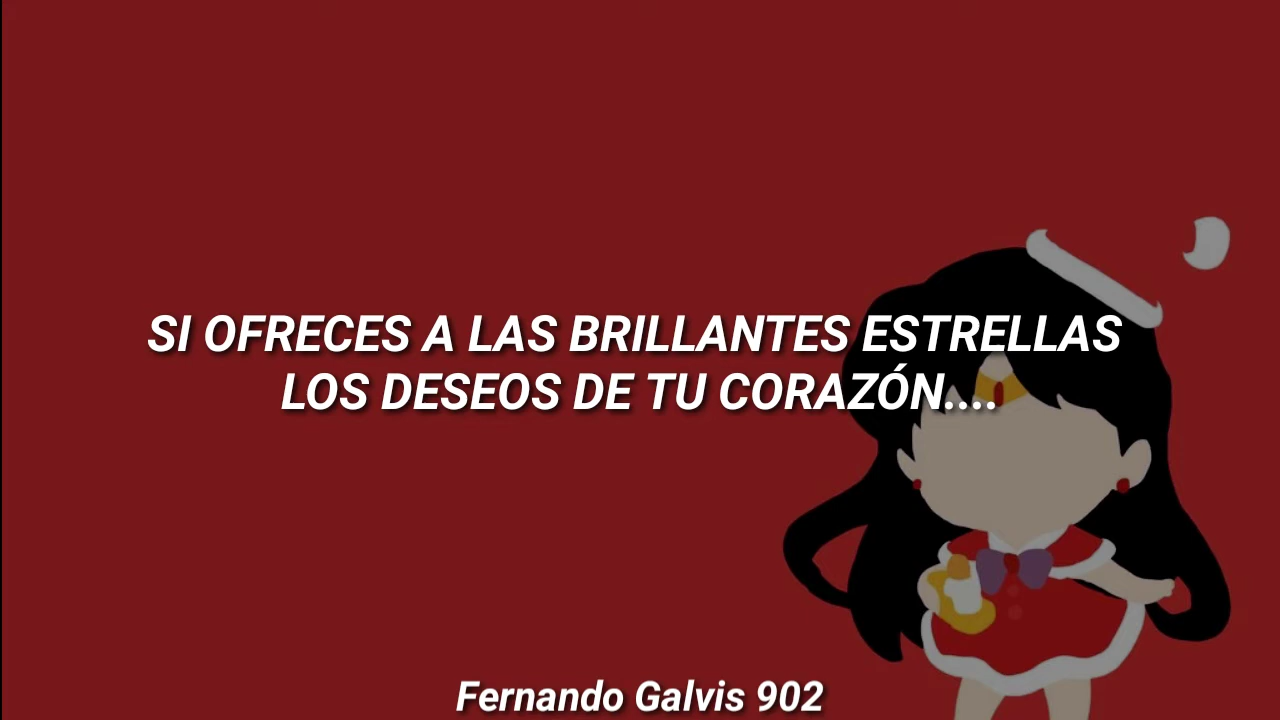 SI OFRECES A LAS BRILLANTES ESTRELLAS
LOS DESEOS DE TU CORAZÓN....
Fernando Galvis 902